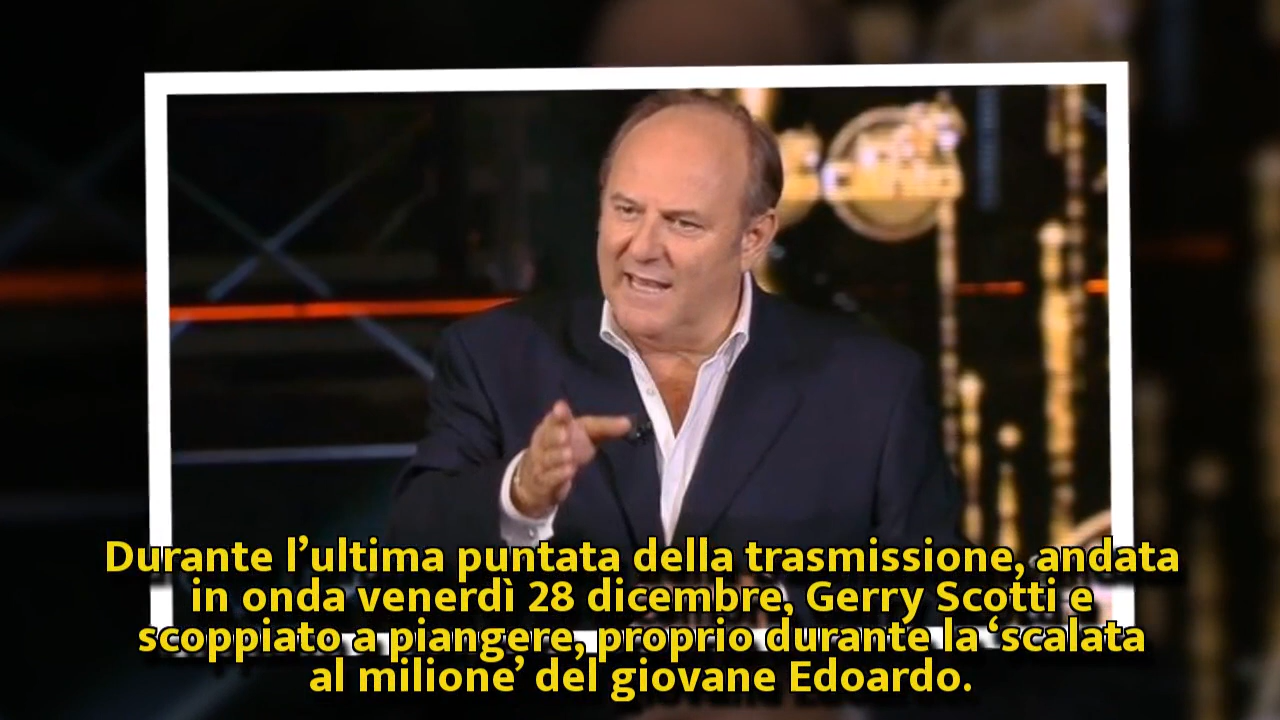 Durante l’ultima puntata della trasmissione, andata
in onda venerdì 28 dicembre, Gerry Scotti e
scoppiato a piangere, proprio durante la ‘scalata
al milione’ del giovane Edoardo.